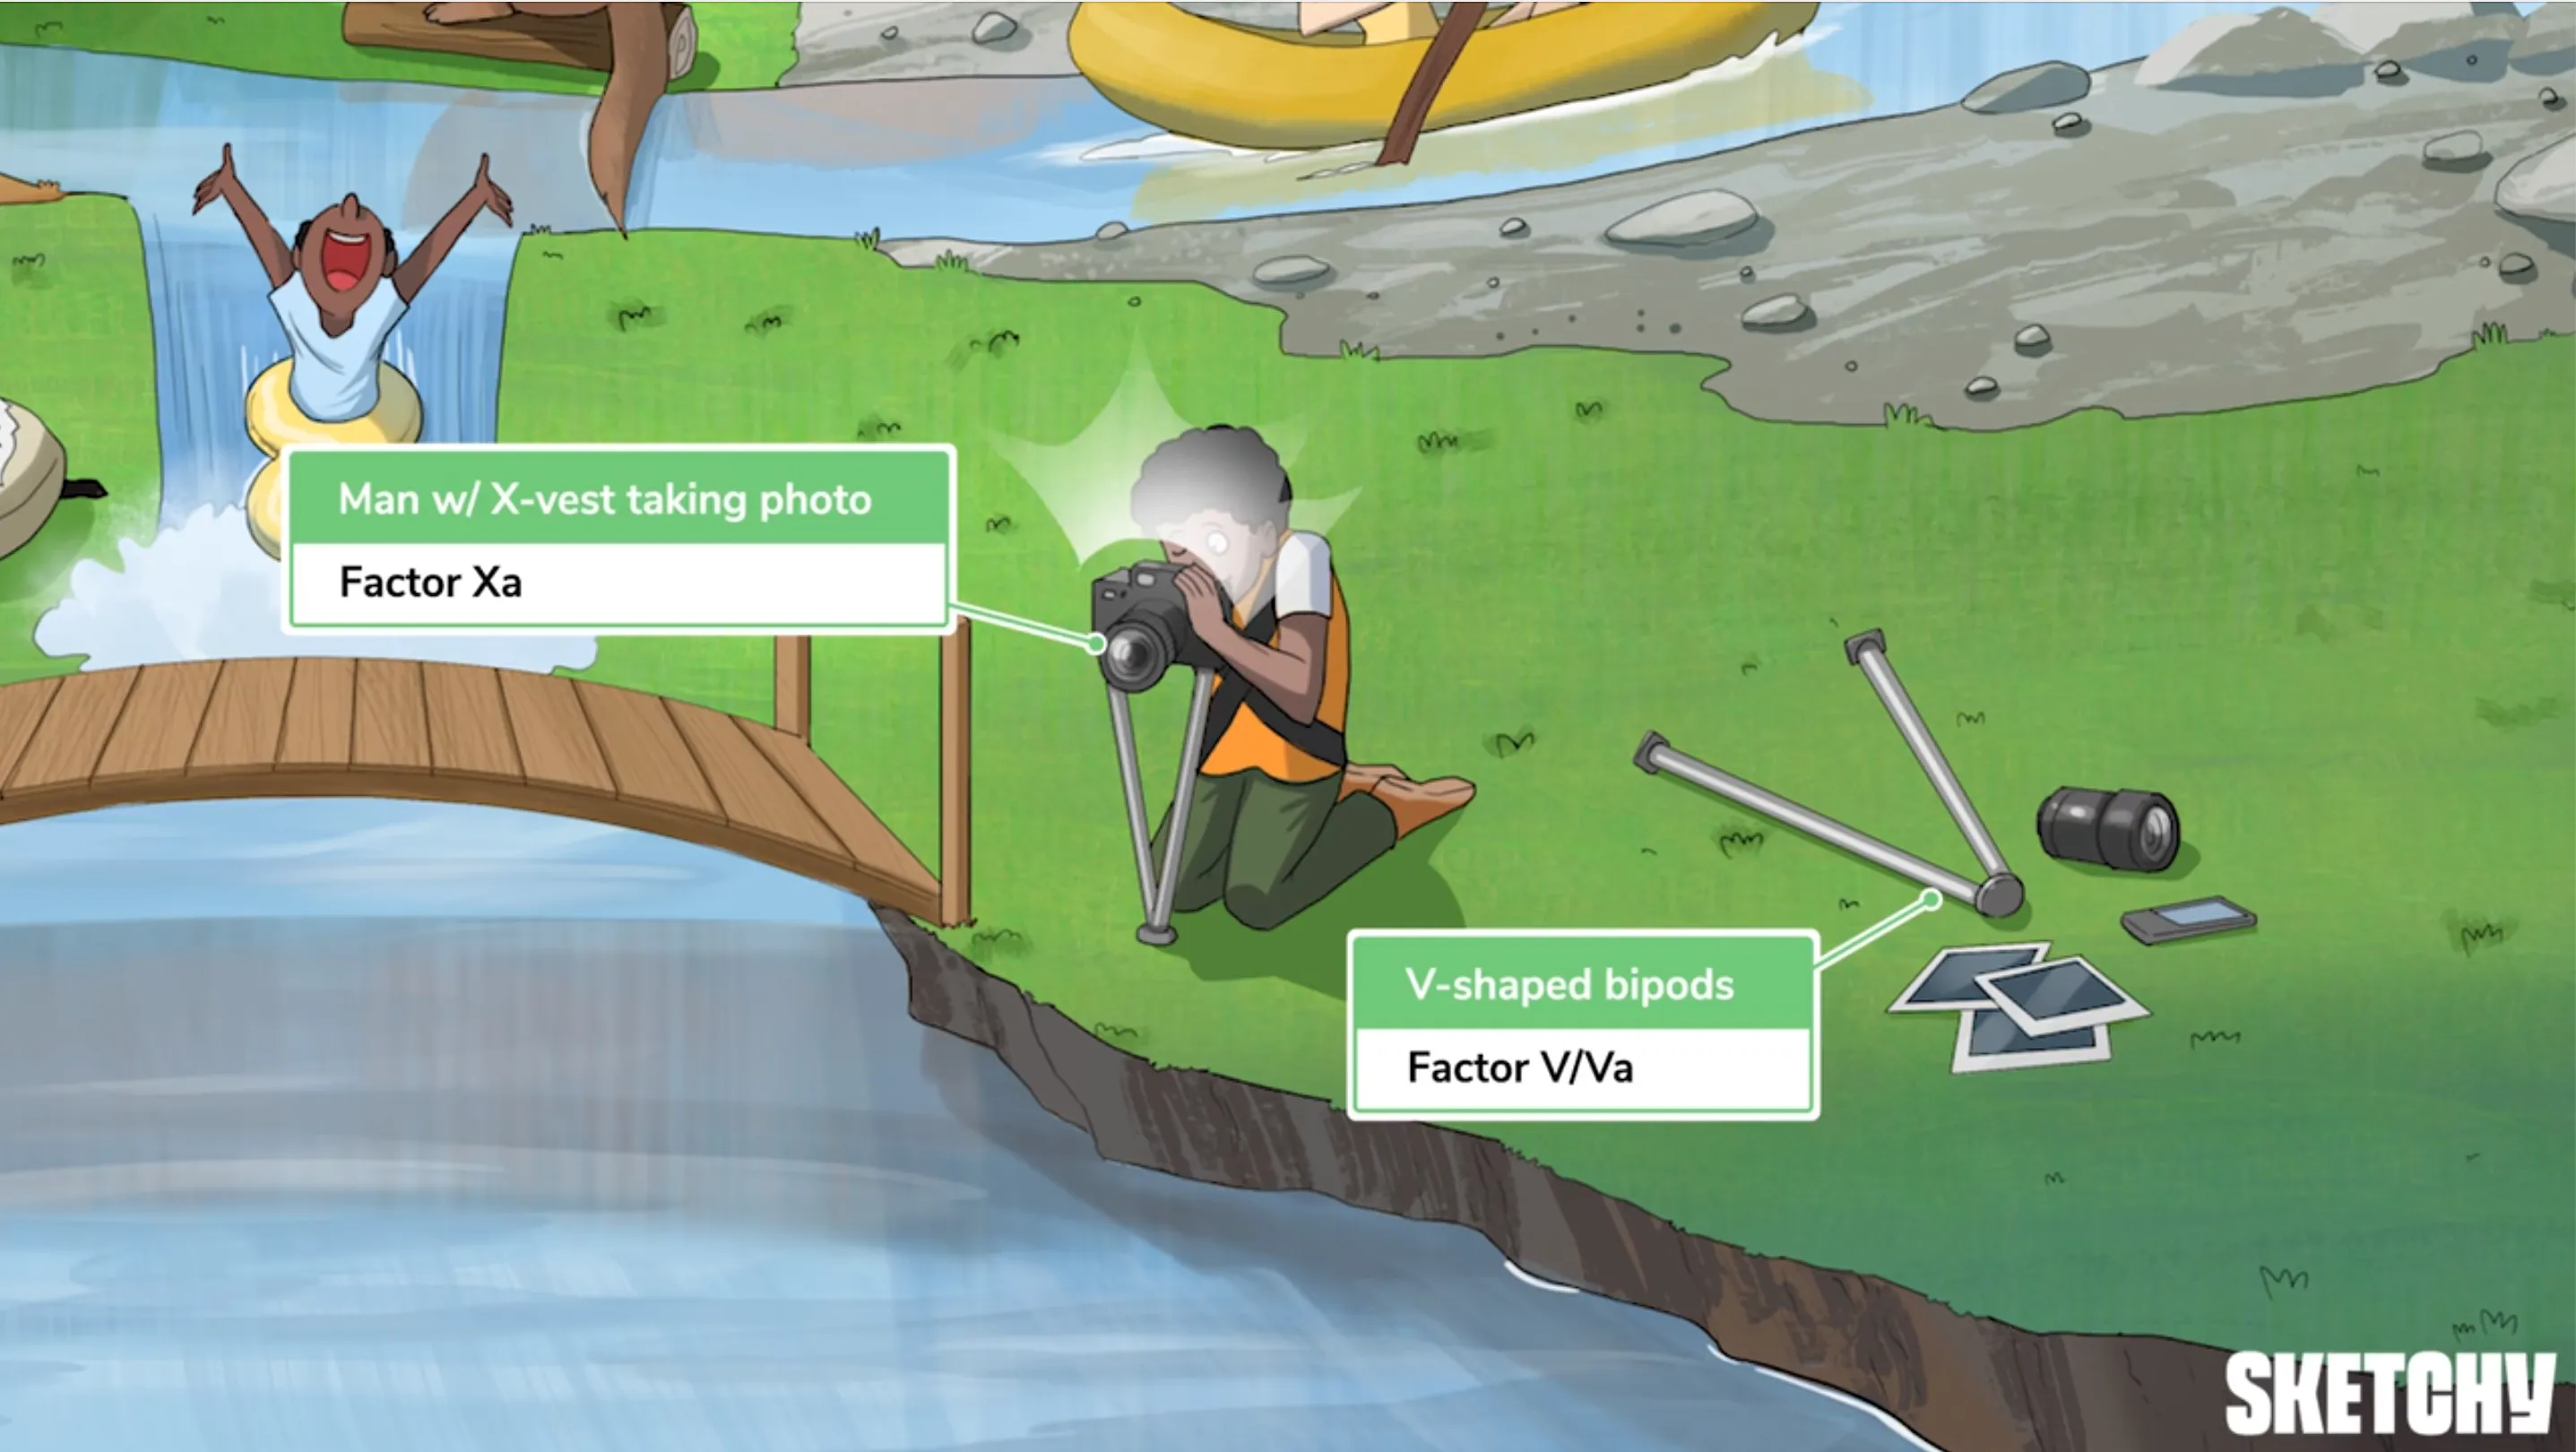 Man w/ X-vest taking photo
Factor Xa
V-shaped bipods
Factor V/Va
SKETCHY